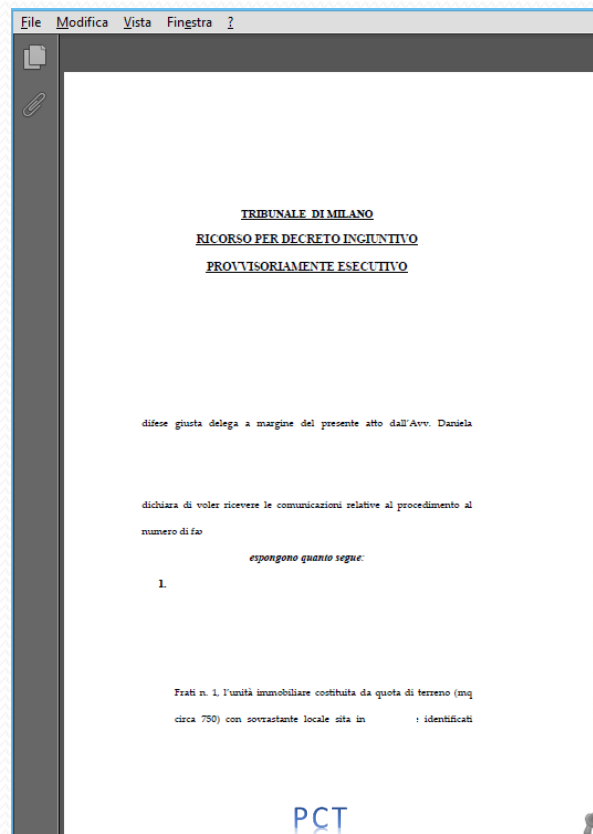 File Modifica Vista Finestra ?
TRIBUNALE DI MILANO
RICORSO PER DECRETO INGIUNTIVO
PROVVISORIAMENTE ESECUTIVO
difese giusta delega a margine del presente atto dall'Avv. Daniela
dichiara di voler ricevere le comunicazioni relative al procedimento al
numero di fax
espongono quanto segue:
1.
Frati n. 1, l'unità immobiliare costituita da quota di terreno (mq
circa 750) con sovrastante locale sita in : identificati
PCT